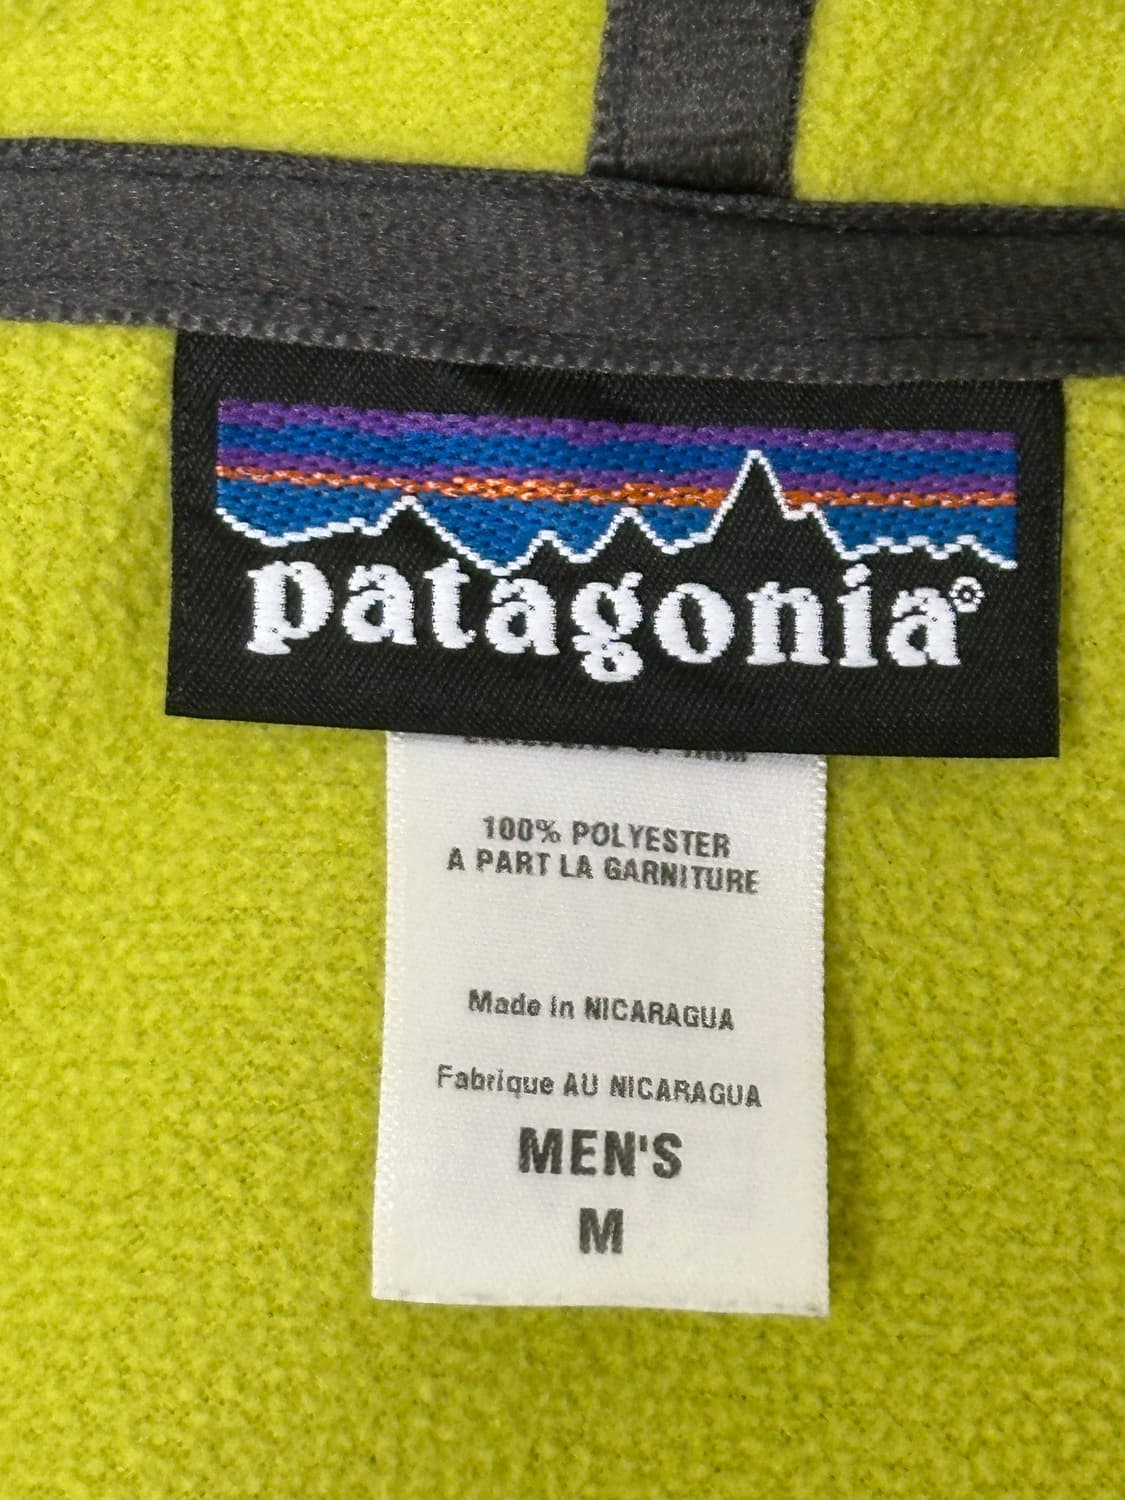 patagonia®
100% POLYESTER
A PART LA GARNITURE
Made in NICARAGUA
Fabrique AU NICARAGUA
MEN'S
M